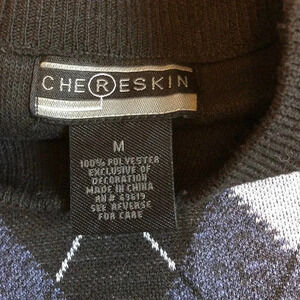 CHERESKIN
M
100% POLYESTER
EXCLUSIVE OF
DECORATION
MADE IN CHINA
RN # 63619
SEE REVERSE
FOR CARE